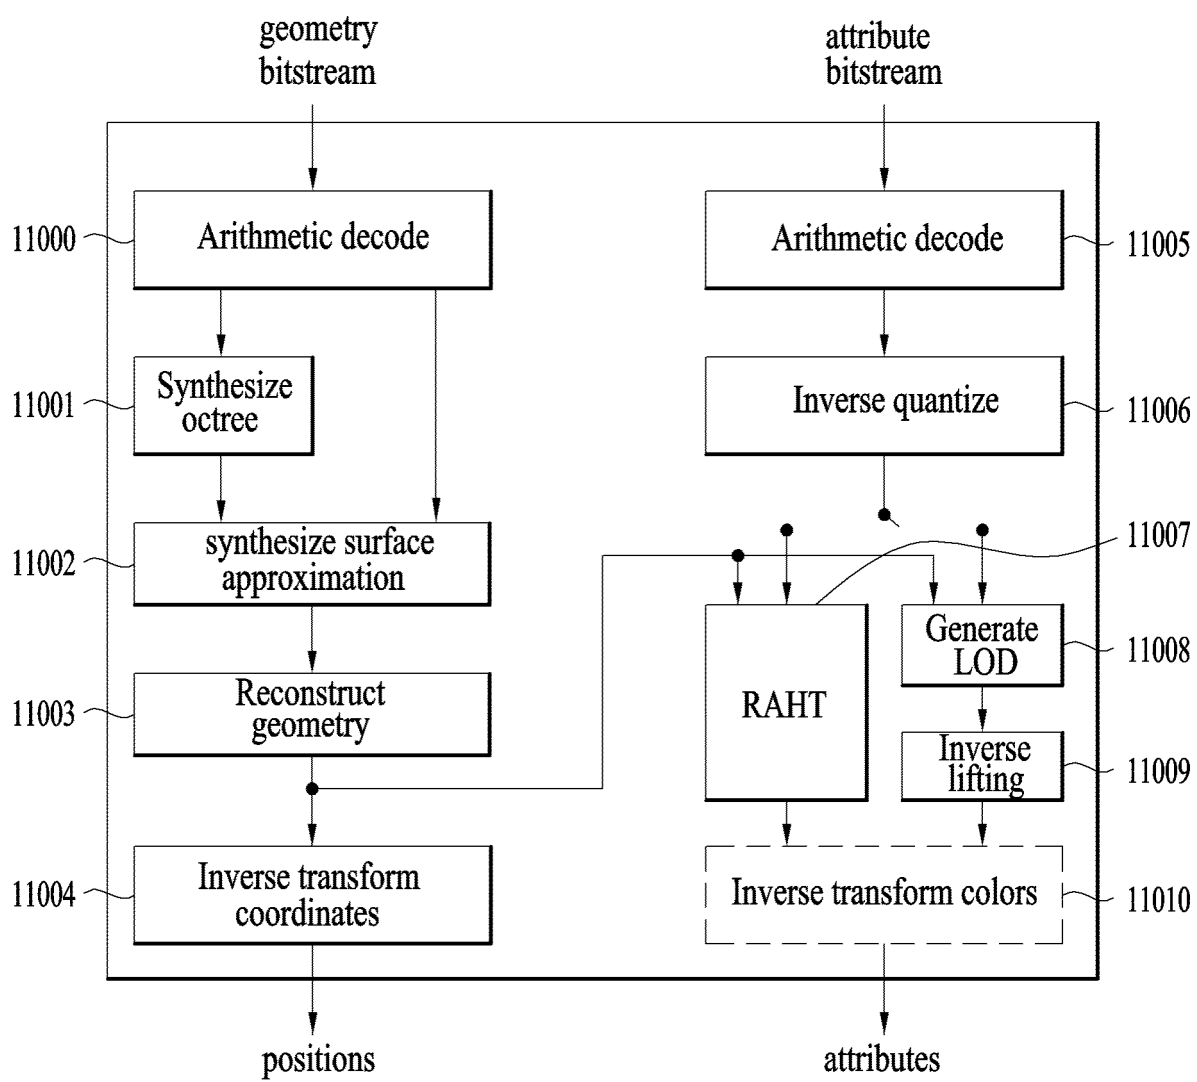 geometry
bitstream
attribute
bitstream
11000
Arithmetic decode
Arithmetic decode
11005
11001
Synthesize
octree
Inverse quantize
11006
11002
synthesize surface
approximation
11007
11003
Reconstruct
geometry
RAHT
Generate
LOD
11008
Inverse
lifting
11009
11004
Inverse transform
coordinates
Inverse transform colors
11010
positions
attributes